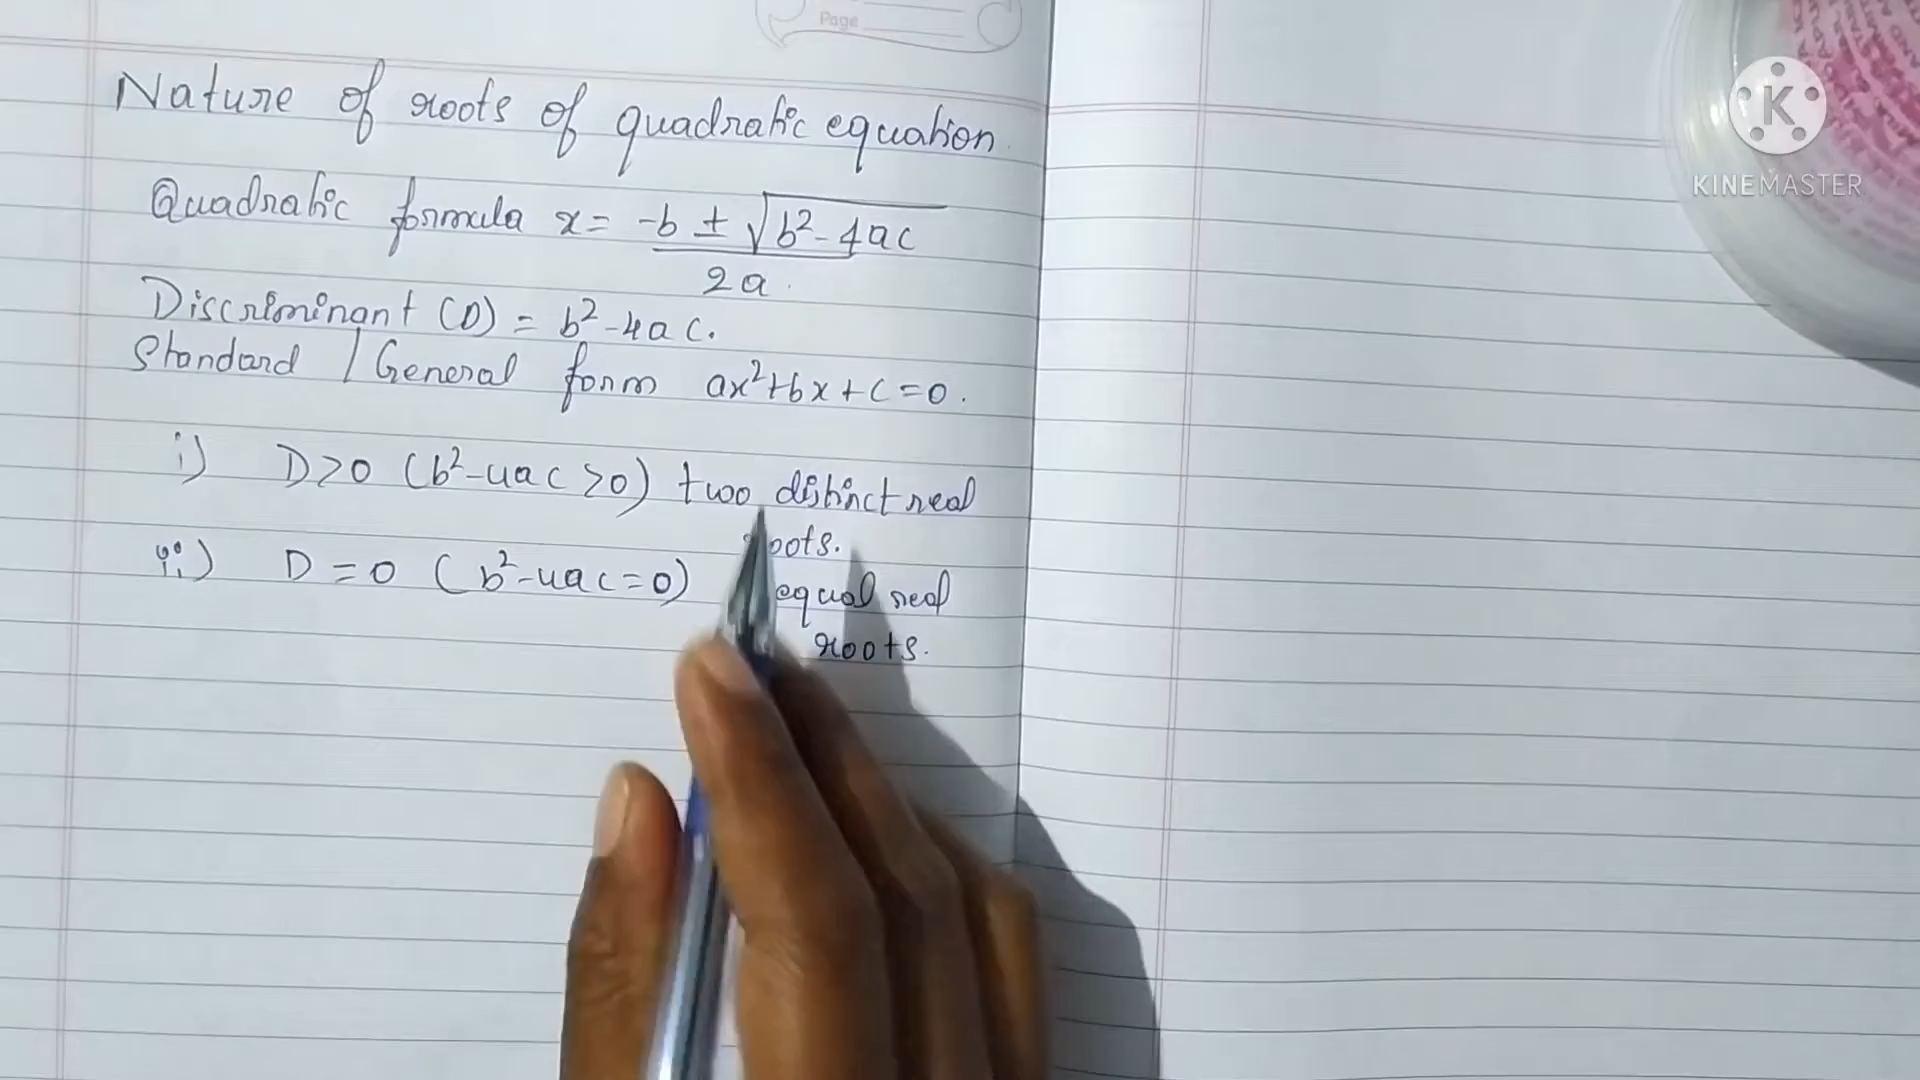 Page
Nature of roots of quadratic equation.
Quadratic formula x = -b ± √b² - 4ac
2a.
Discriminant (D) = b² - 4ac.
Standard / General form ax² + bx + c = 0.
i) D > 0 (b² - 4ac > 0) two distinct real
roots.
ii) D = 0 (b² - 4ac = 0) equal real
roots.
K
KINEMASTER